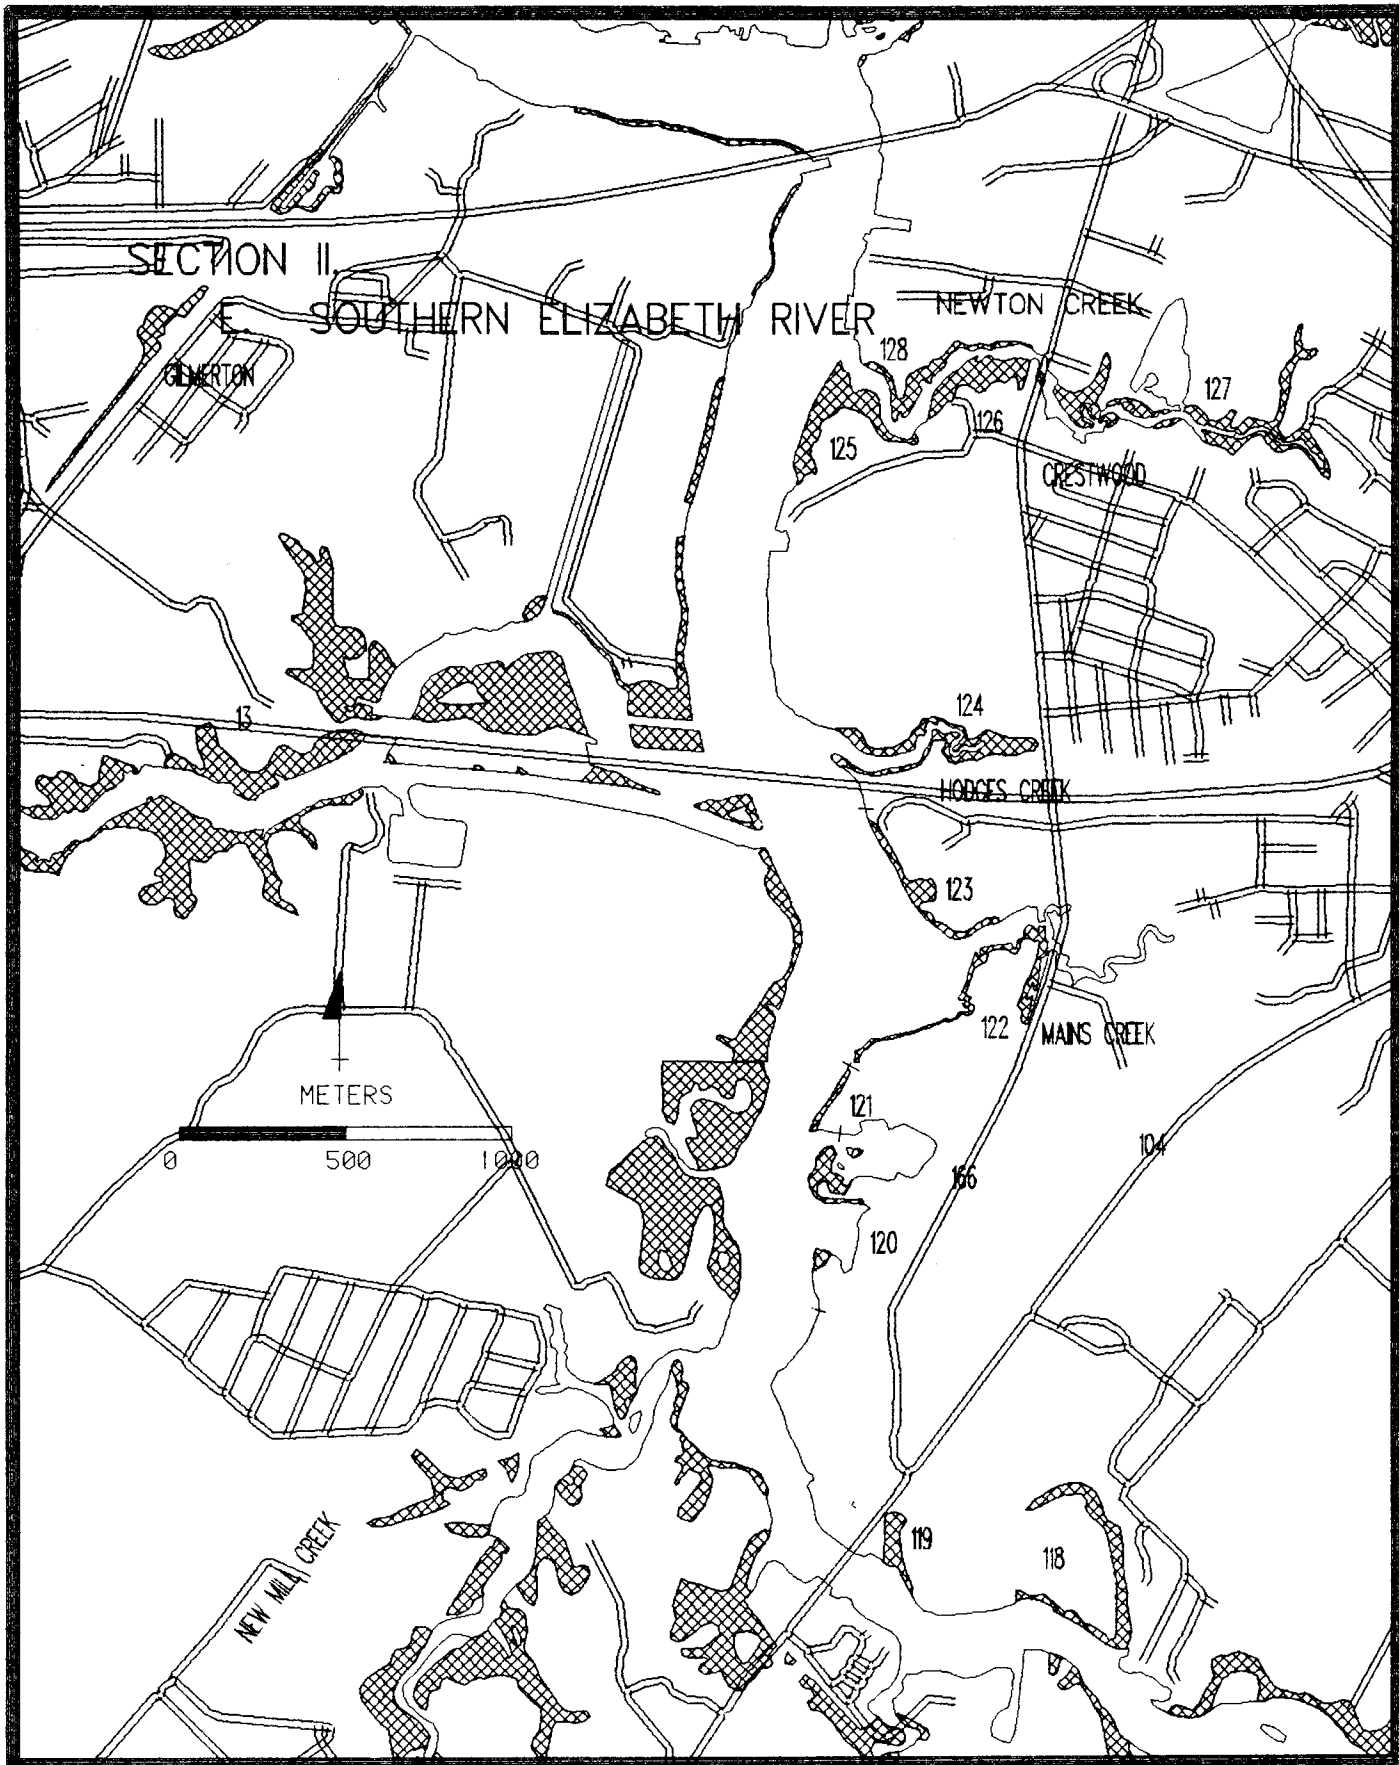 SECTION II.
E. SOUTHERN ELIZABETH RIVER
NEWTON CREEK
128
GILMERTON
127
126
125
CRESTWOOD
124
13
HODGES CREEK
123
122
MAINS CREEK
METERS
121
0 500 1000
104
166
120
119
118
NEW MILL CREEK